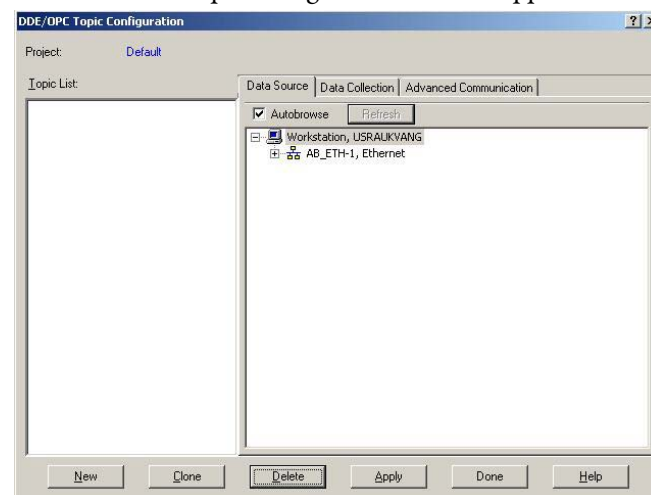 DDE/OPC Topic Configuration
Project: Default
Topic List:
Data Source Data Collection Advanced Communication
Autobrowse Refresh
Workstation, USRAUKVANG
AB_ETH-1, Ethernet
New Clone Delete Apply Done Help